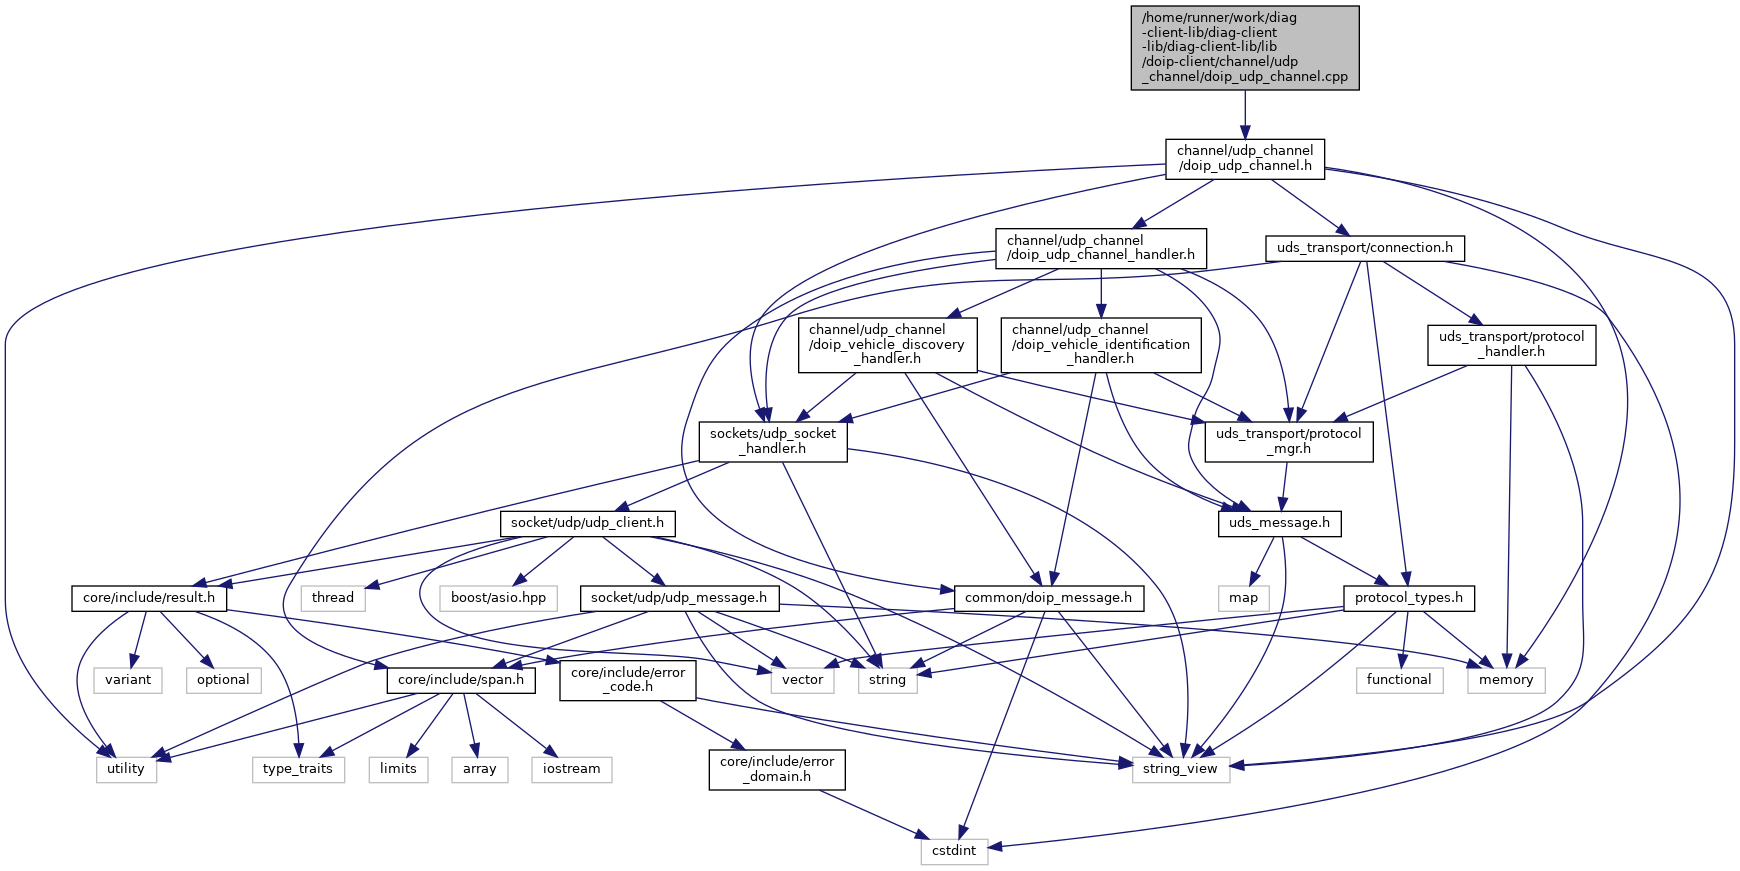 /home/runner/work/diag
-client-lib/diag-client
-lib/diag-client-lib/lib
/doip-client/channel/udp
_channel/doip_udp_channel.cpp
channel/udp_channel
/doip_udp_channel.h
channel/udp_channel
/doip_udp_channel_handler.h
uds_transport/connection.h
channel/udp_channel
/doip_vehicle_discovery
_handler.h
channel/udp_channel
/doip_vehicle_identification
_handler.h
uds_transport/protocol
_handler.h
sockets/udp_socket
_handler.h
uds_transport/protocol
_mgr.h
socket/udp/udp_client.h
uds_message.h
core/include/result.h
thread
boost/asio.hpp
socket/udp/udp_message.h
common/doip_message.h
map
protocol_types.h
variant
optional
core/include/span.h
core/include/error
_code.h
vector
string
functional
memory
utility
type_traits
limits
array
iostream
core/include/error
_domain.h
string_view
cstdint